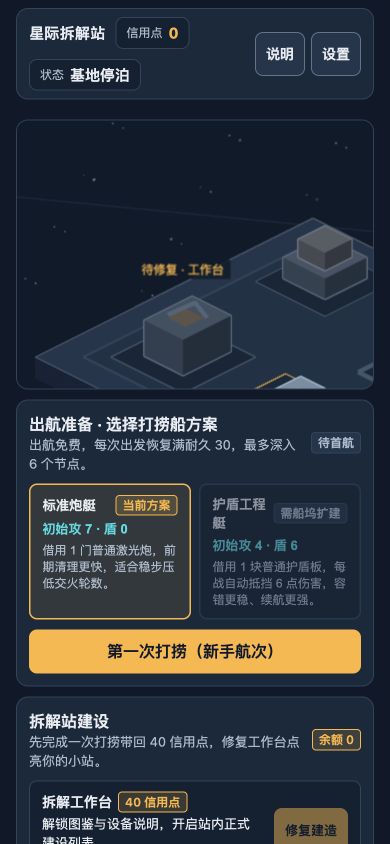 星际拆解站
信用点 0
状态 基地停泊
说明
设置
待修复 · 工作台
出航准备 · 选择打捞船方案
出航免费，每次出发恢复满耐久 30，最多深入
6 个节点。
待首航
标准炮艇
当前方案
初始攻 7 · 盾 0
借用 1 门普通激光炮，前
期清理更快，适合稳步压
低交火轮数。
护盾工程
艇
需船坞扩建
初始攻 4 · 盾 6
借用 1 块普通护盾板，每
战自动抵挡 6 点伤害，容
错更稳、续航更强。
第一次打捞（新手航次）
拆解站建设
先完成一次打捞带回 40 信用点，修复工作台点
亮你的小站。
余额 0
拆解工作台
40 信用点
解锁图鉴与设备说明，开启站内正式
建设列表
修复建造